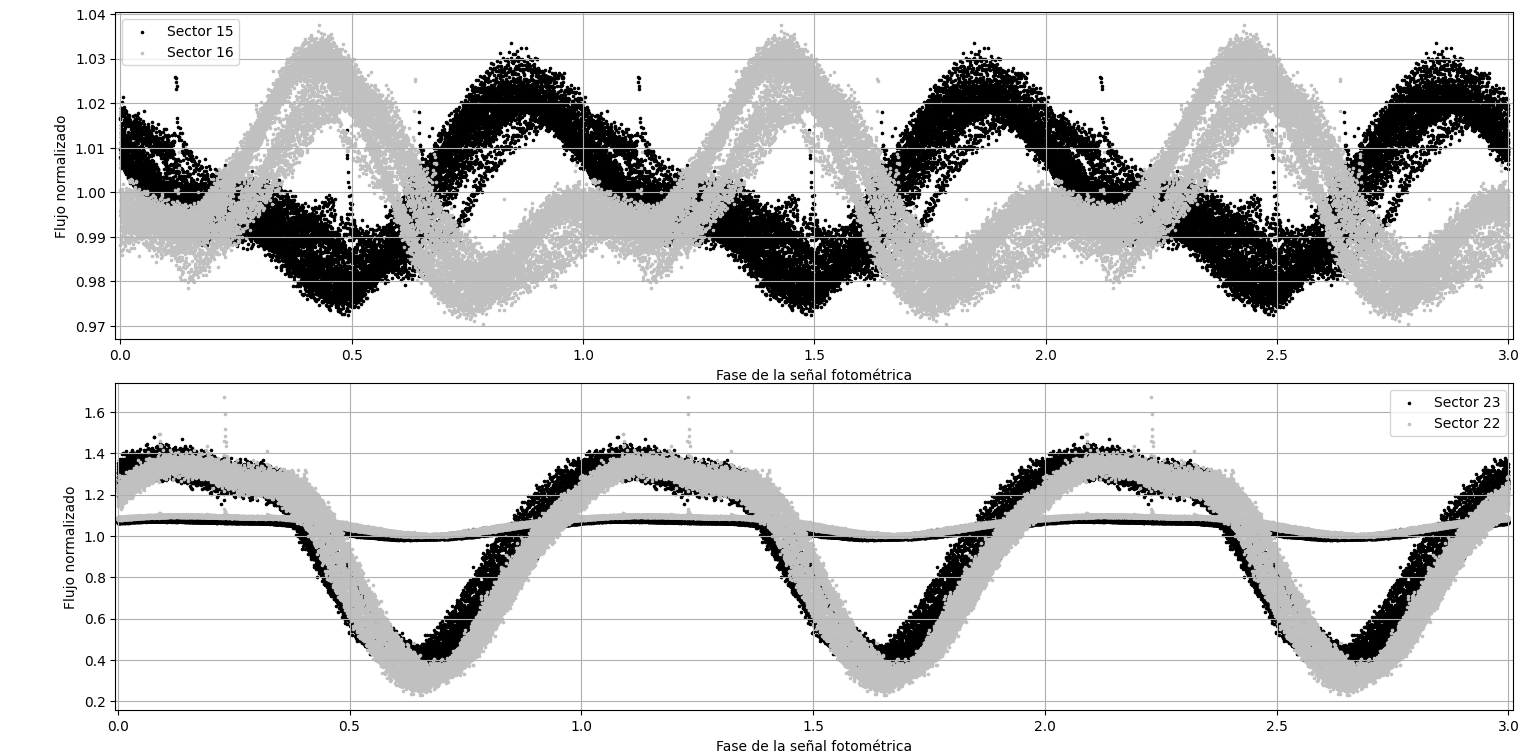 1.04
1.03
1.02
1.01
1.00
0.99
0.98
0.97
Flujo normalizado
Sector 15
Sector 16
0.0 0.5 1.0 1.5 2.0 2.5 3.0
Fase de la señal fotométrica
1.6
1.4
1.2
1.0
0.8
0.6
0.4
0.2
Flujo normalizado
Sector 23
Sector 22
0.0 0.5 1.0 1.5 2.0 2.5 3.0
Fase de la señal fotométrica